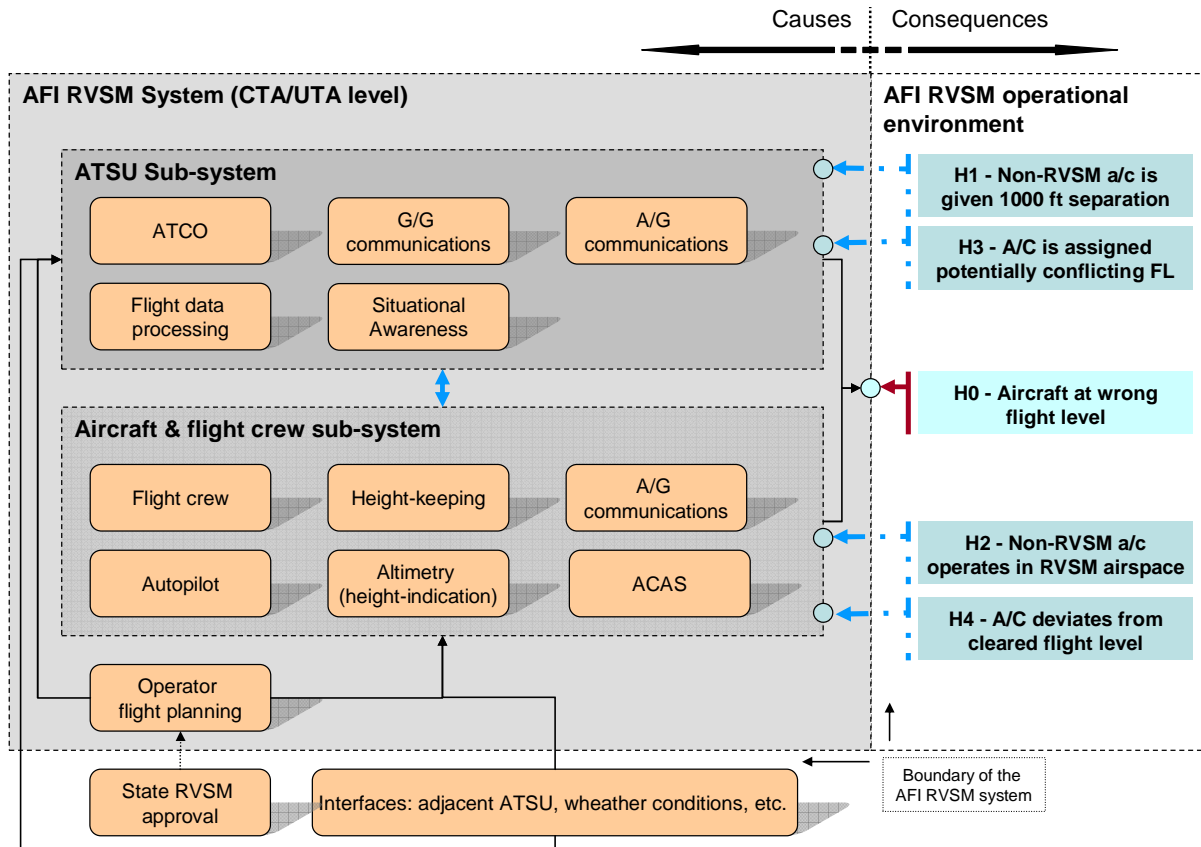 Causes
Consequences
AFI RVSM System (CTA/UTA level)
AFI RVSM operational
environment
ATSU Sub-system
ATCO
G/G
communications
A/G
communications
Flight data
processing
Situational
Awareness
H1 - Non-RVSM a/c is
given 1000 ft separation
H3 - A/C is assigned
potentially conflicting FL
H0 - Aircraft at wrong
flight level
Aircraft & flight crew sub-system
Flight crew
Height-keeping
A/G
communications
Autopilot
Altimetry
(height-indication)
ACAS
H2 - Non-RVSM a/c
operates in RVSM airspace
H4 - A/C deviates from
cleared flight level
Operator
flight planning
State RVSM
approval
Interfaces: adjacent ATSU, wheather conditions, etc.
Boundary of the
AFI RVSM system